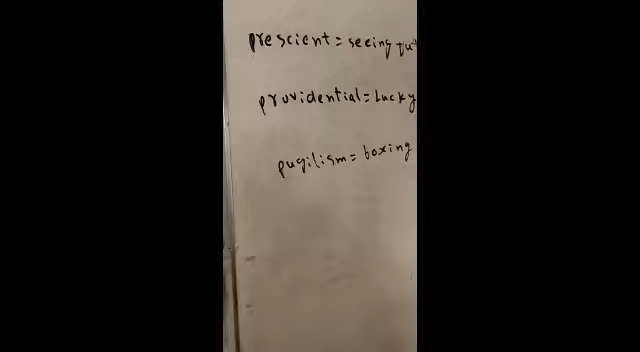 prescient = seeing
providential = Lucky
pugilism = boxing